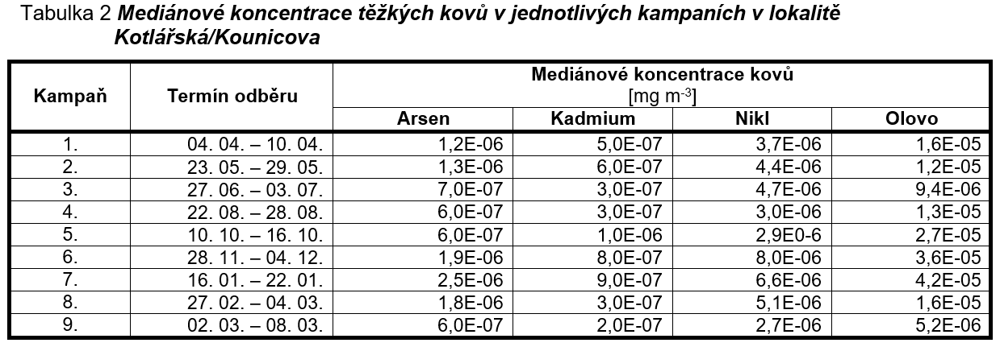 Tabulka 2 Mediánové koncentrace těžkých kovů v jednotlivých kampaních v lokalitě
Kotlářská/Kounicova
Kampaň Termín odběru Mediánové koncentrace kovů
[mg m-3]
Arsen Kadmium Nikl Olovo
1. 04. 04. – 10. 04. 1,2E-06 5,0E-07 3,7E-06 1,6E-05
2. 23. 05. – 29. 05. 1,3E-06 6,0E-07 4,4E-06 1,2E-05
3. 27. 06. – 03. 07. 7,0E-07 3,0E-07 4,7E-06 9,4E-06
4. 22. 08. – 28. 08. 6,0E-07 3,0E-07 3,0E-06 1,3E-05
5. 10. 10. – 16. 10. 6,0E-07 1,0E-06 2,9E0-6 2,7E-05
6. 28. 11. – 04. 12. 1,9E-06 8,0E-07 8,0E-06 3,6E-05
7. 16. 01. – 22. 01. 2,5E-06 9,0E-07 6,6E-06 4,2E-05
8. 27. 02. – 04. 03. 1,8E-06 3,0E-07 5,1E-06 1,6E-05
9. 02. 03. – 08. 03. 6,0E-07 2,0E-07 2,7E-06 5,2E-06